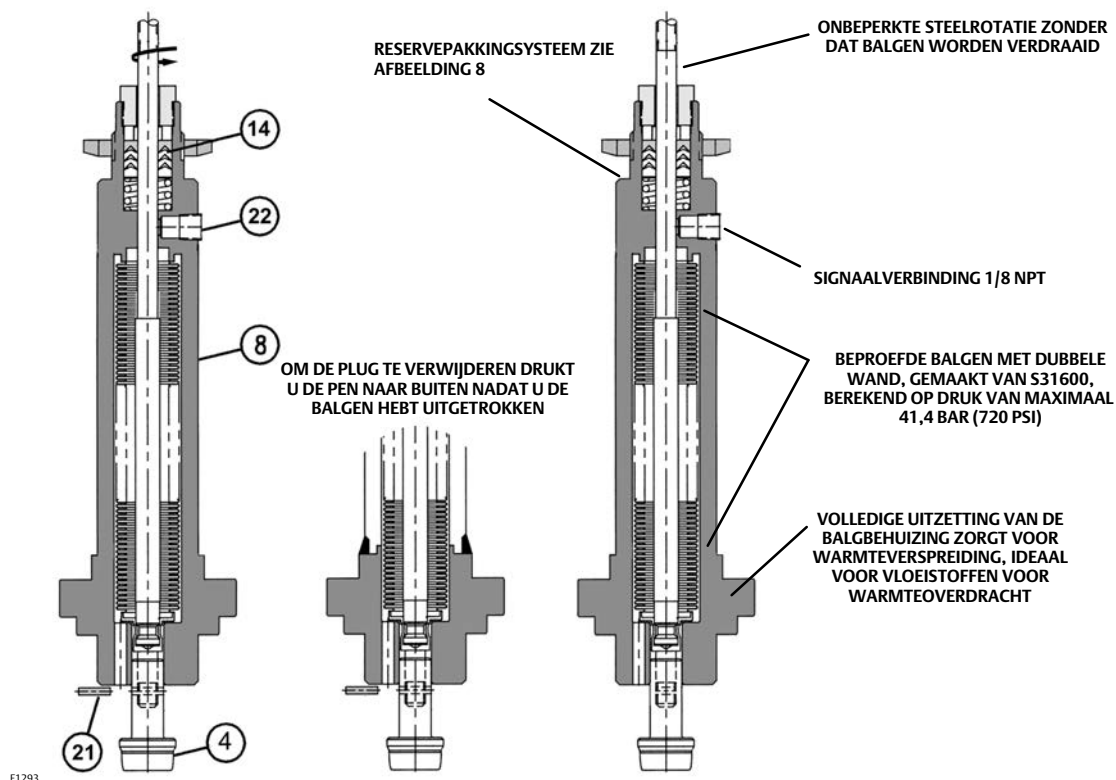 ONBEPERKTE STEELROTATIE ZONDER
DAT BALGEN WORDEN VERDRAAID
RESERVEPAKKINGSYSTEEM ZIE
AFBEELDING 8
14
22
SIGNAALVERBINDING 1/8 NPT
8
OM DE PLUG TE VERWIJDEREN DRUKT
U DE PEN NAAR BUITEN NADAT U DE
BALGEN HEBT UITGETROKKEN
BEPROEFDE BALGEN MET DUBBELE
WAND, GEMAAKT VAN S31600,
BEREKEND OP DRUK VAN MAXIMAAL
41,4 BAR (720 PSI)
VOLLEDIGE UITZETTING VAN DE
BALGBEHUIZING ZORGT VOOR
WARMTEVERSPREIDING, IDEAAL
VOOR VLOEISTOFFEN VOOR
WARMTEOVERDRACHT
21
4
E1293